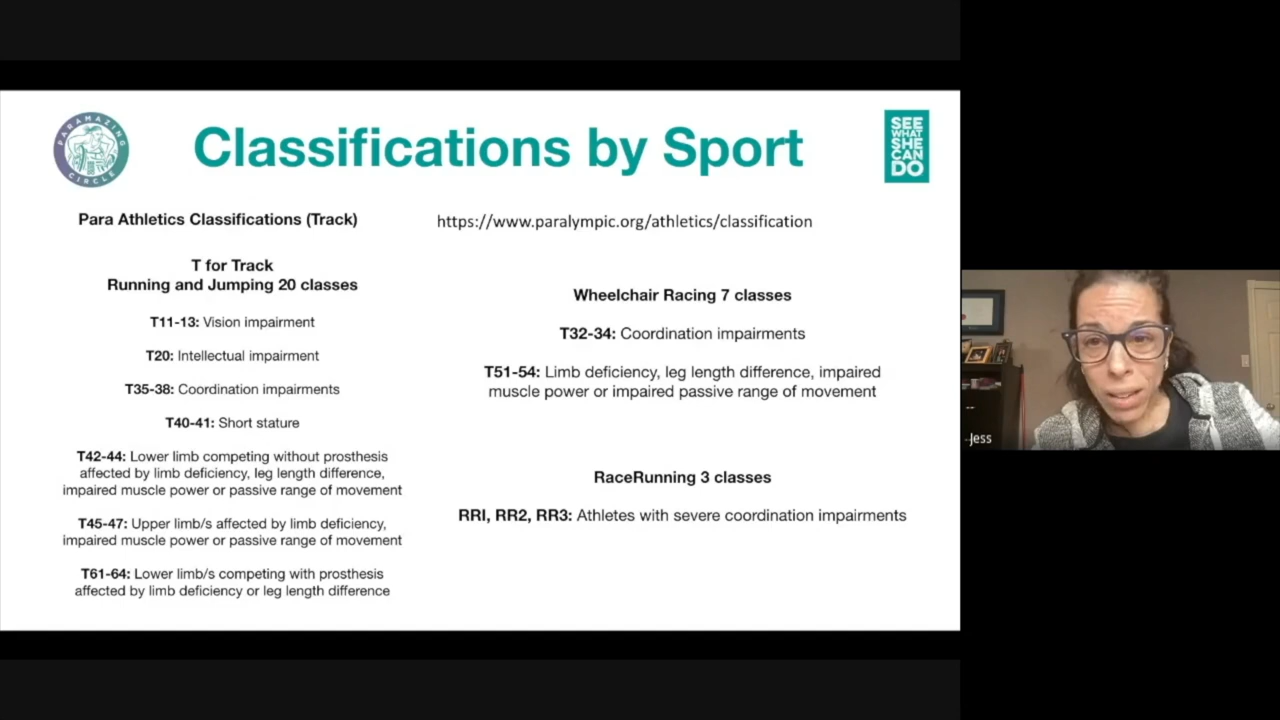 PARAMAZING
CIRCLE
Classifications by Sport
SEE
WHAT
SHE
CAN
DO
Para Athletics Classifications (Track)
T for Track
Running and Jumping 20 classes
T11-13: Vision impairment
T20: Intellectual impairment
T35-38: Coordination impairments
T40-41: Short stature
T42-44: Lower limb competing without prosthesis
affected by limb deficiency, leg length difference,
impaired muscle power or passive range of movement
T45-47: Upper limb/s affected by limb deficiency,
impaired muscle power or passive range of movement
T61-64: Lower limb/s competing with prosthesis
affected by limb deficiency or leg length difference
https://www.paralympic.org/athletics/classification
Wheelchair Racing 7 classes
T32-34: Coordination impairments
T51-54: Limb deficiency, leg length difference, impaired
muscle power or impaired passive range of movement
RaceRunning 3 classes
RRI, RR2, RR3: Athletes with severe coordination impairments
--
Jess